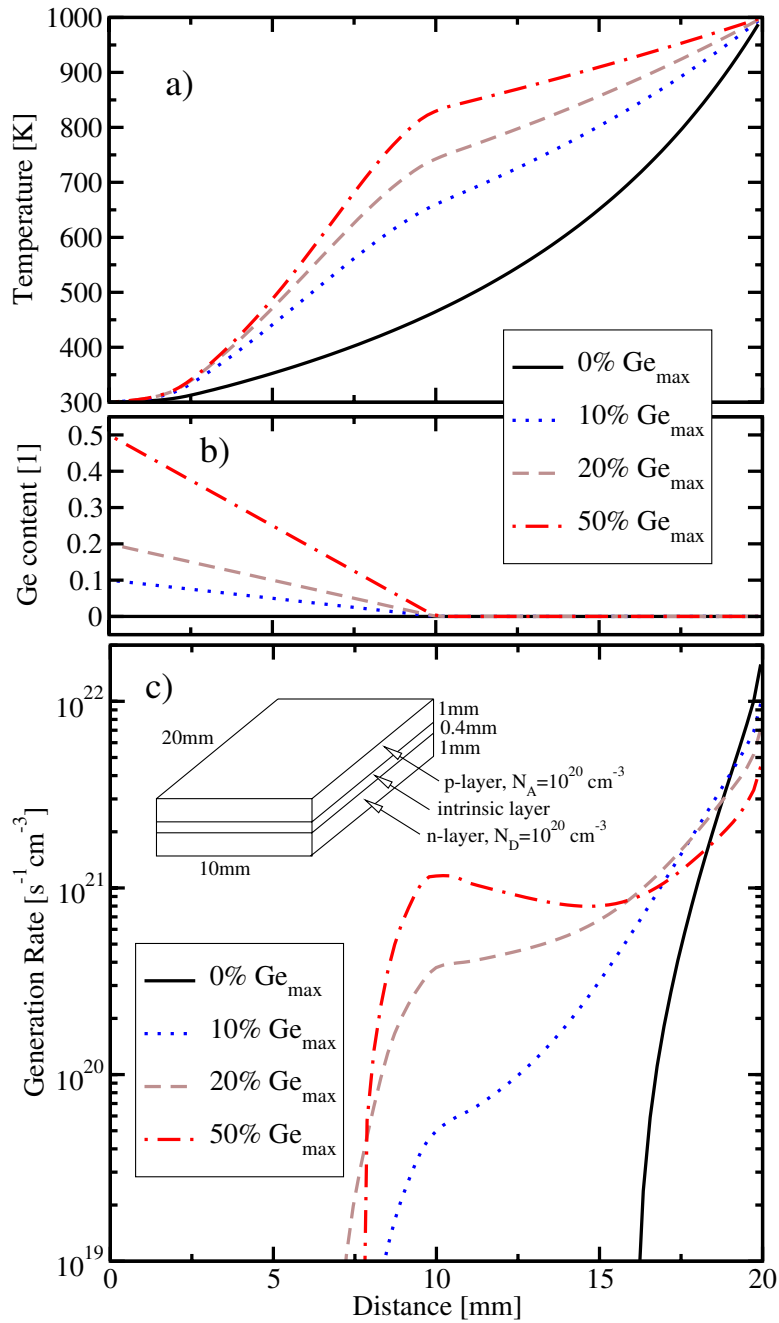 1000
900
800
700
600
500
400
300
Temperature [K]
a)
0% Ge_max
10% Ge_max
20% Ge_max
50% Ge_max
0.5
0.4
0.3
0.2
0.1
0
Ge content [1]
b)
10^22
10^21
10^20
10^19
Generation Rate [s^-1 cm^-3]
c)
20mm
1mm
0.4mm
1mm
p-layer, N_A=10^20 cm^-3
intrinsic layer
n-layer, N_D=10^20 cm^-3
10mm
0% Ge_max
10% Ge_max
20% Ge_max
50% Ge_max
0 5 10 15 20
Distance [mm]